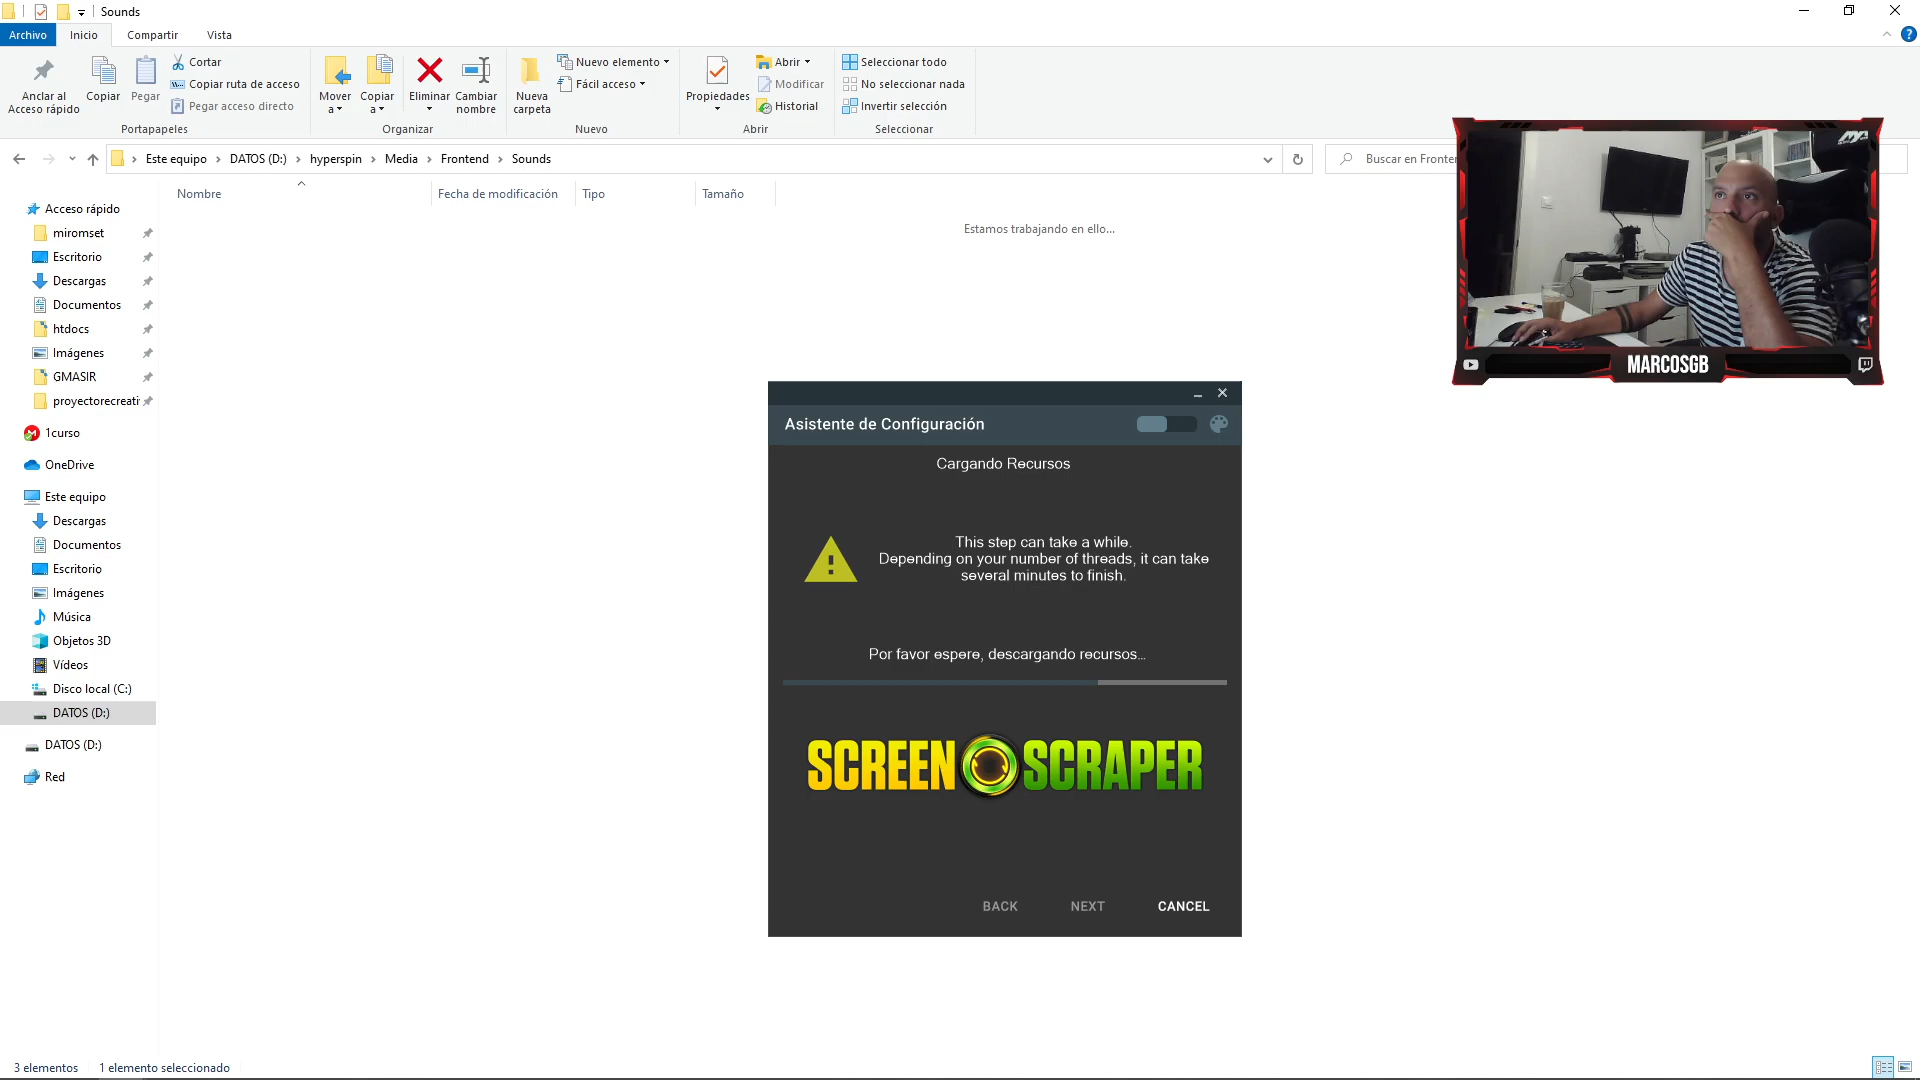 Sounds
Archivo
Inicio
Compartir
Vista
Anclar al
Acceso rápido
Copiar
Pegar
Cortar
Copiar ruta de acceso
Pegar acceso directo
Portapapeles
Mover
a
Copiar
a
Eliminar
Cambiar
nombre
Organizar
Nueva
carpeta
Nuevo elemento
Fácil acceso
Nuevo
Propiedades
Abrir
Modificar
Historial
Abrir
Seleccionar todo
No seleccionar nada
Invertir selección
Seleccionar
Este equipo
DATOS (D:)
hyperspin
Media
Frontend
Sounds
Buscar en Fronte
Nombre
Fecha de modificación
Tipo
Tamaño
Estamos trabajando en ello...
Acceso rápido
miromset
Escritorio
Descargas
Documentos
htdocs
Imágenes
GMASIR
proyectorecreati
1curso
OneDrive
Este equipo
Descargas
Documentos
Escritorio
Imágenes
Música
Objetos 3D
Vídeos
Disco local (C:)
DATOS (D:)
DATOS (D:)
Red
MARCOSGB
Asistente de Configuración
Cargando Recursos
This step can take a while.
Depending on your number of threads, it can take
several minutes to finish.
Por favor espere, descargando recursos...
SCREEN SCRAPER
BACK
NEXT
CANCEL
3 elementos
1 elemento seleccionado